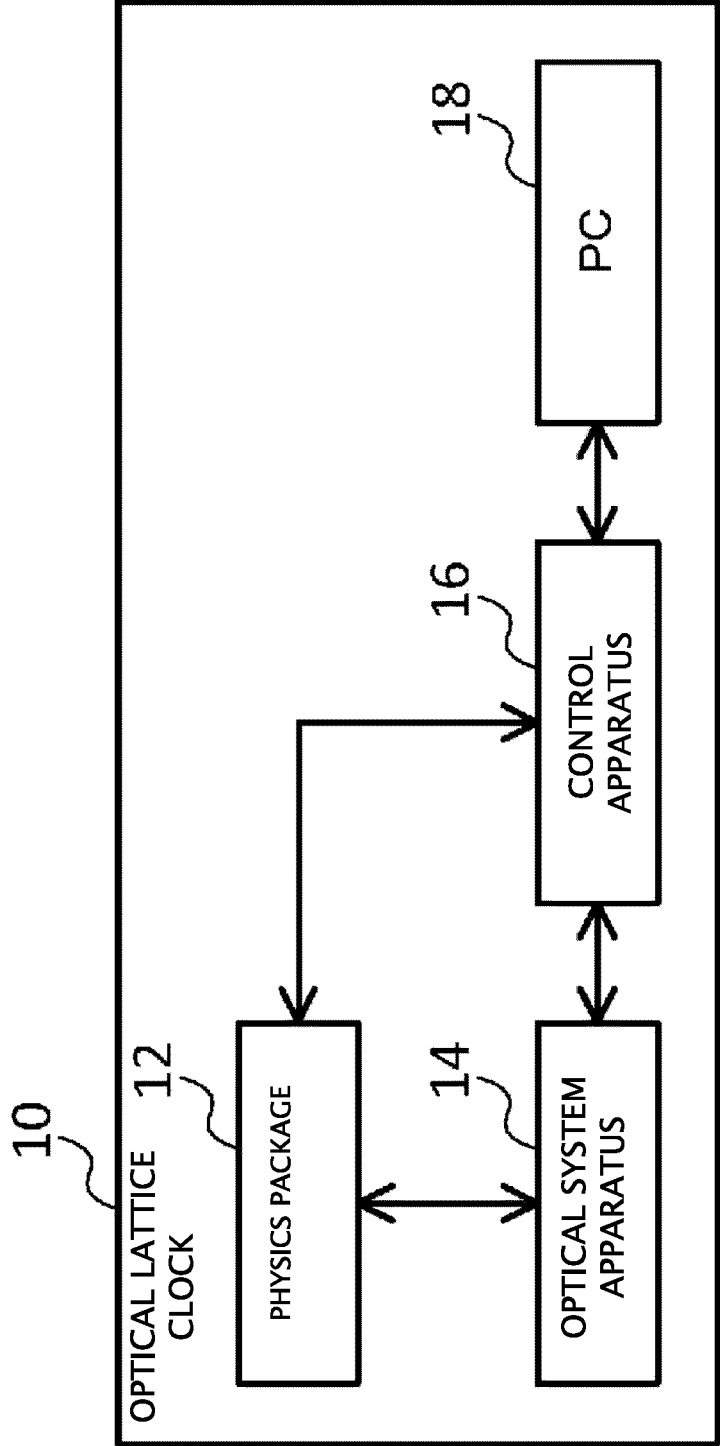 10
OPTICAL LATTICE
CLOCK
12
PHYSICS PACKAGE
14
OPTICAL SYSTEM
APPARATUS
16
CONTROL
APPARATUS
18
PC